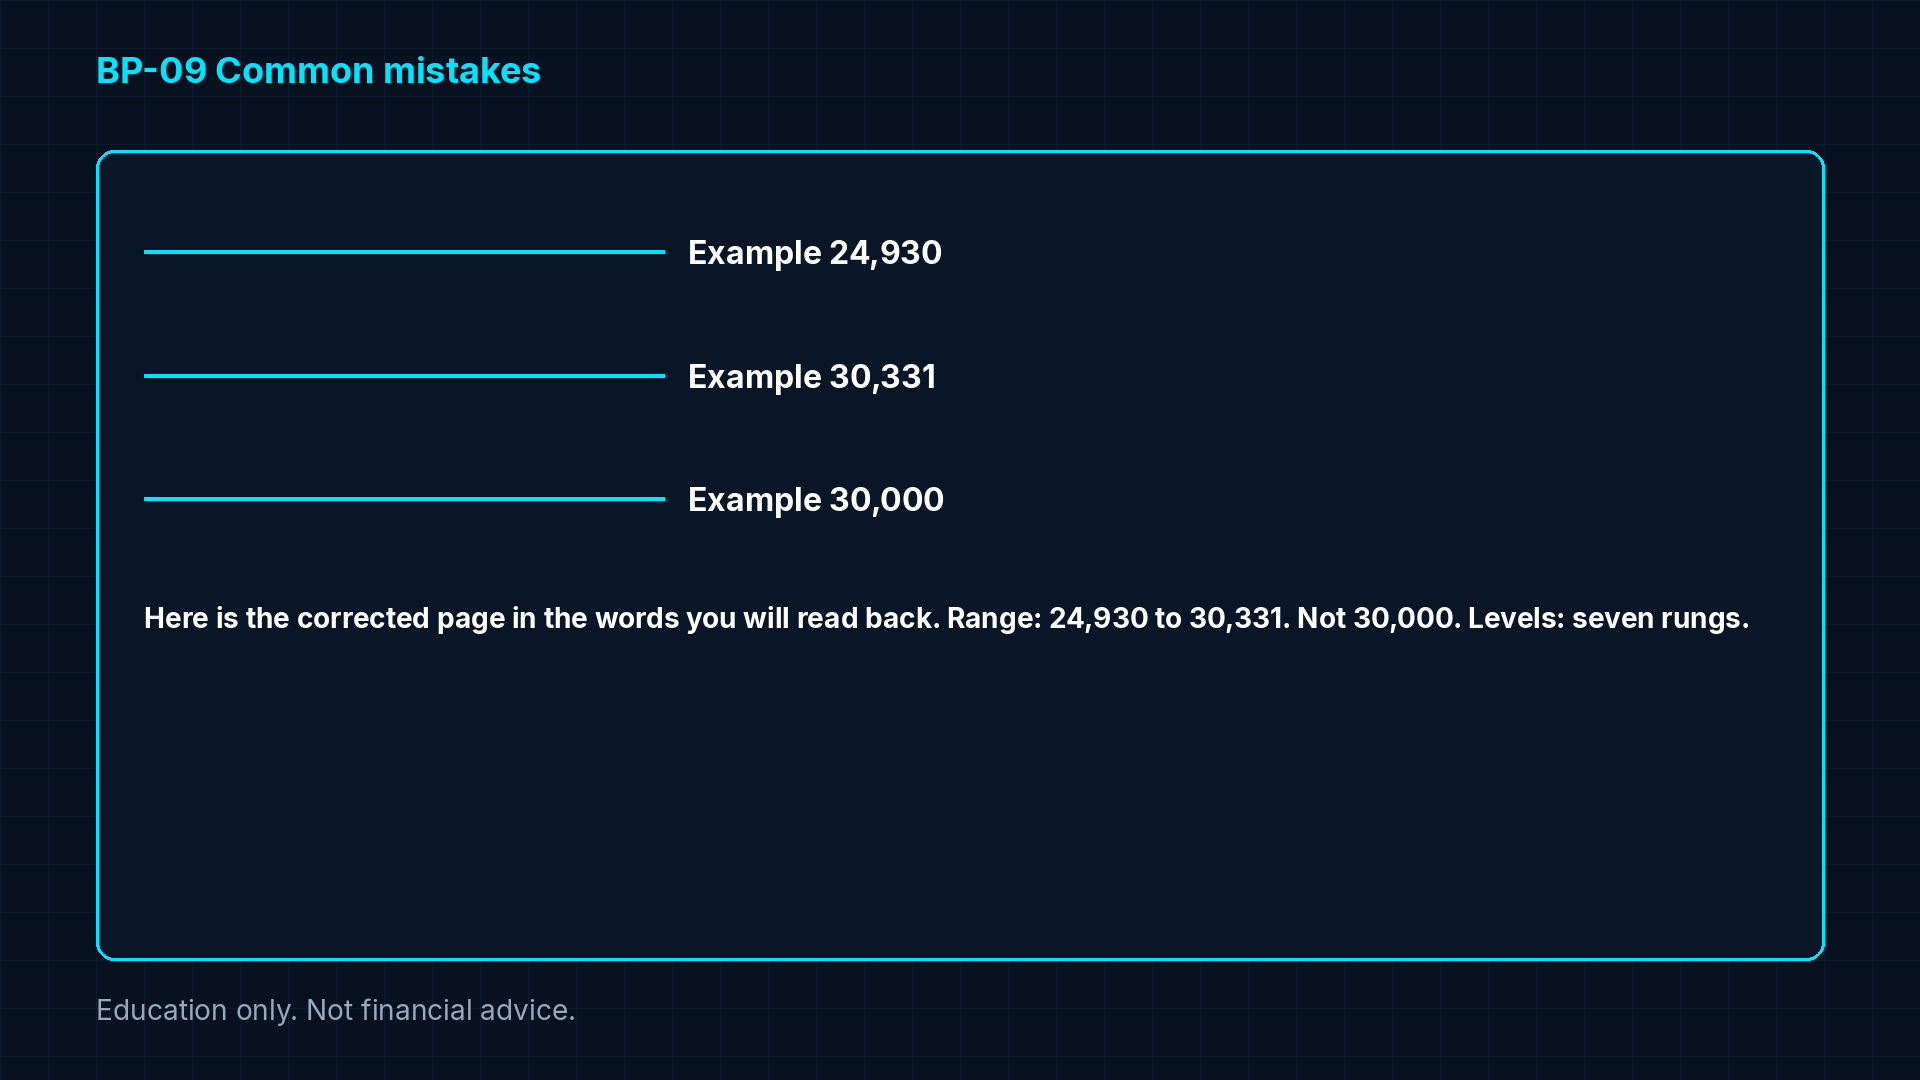 BP-09 Common mistakes
Example 24,930
Example 30,331
Example 30,000
Here is the corrected page in the words you will read back. Range: 24,930 to 30,331. Not 30,000. Levels: seven rungs.
Education only. Not financial advice.